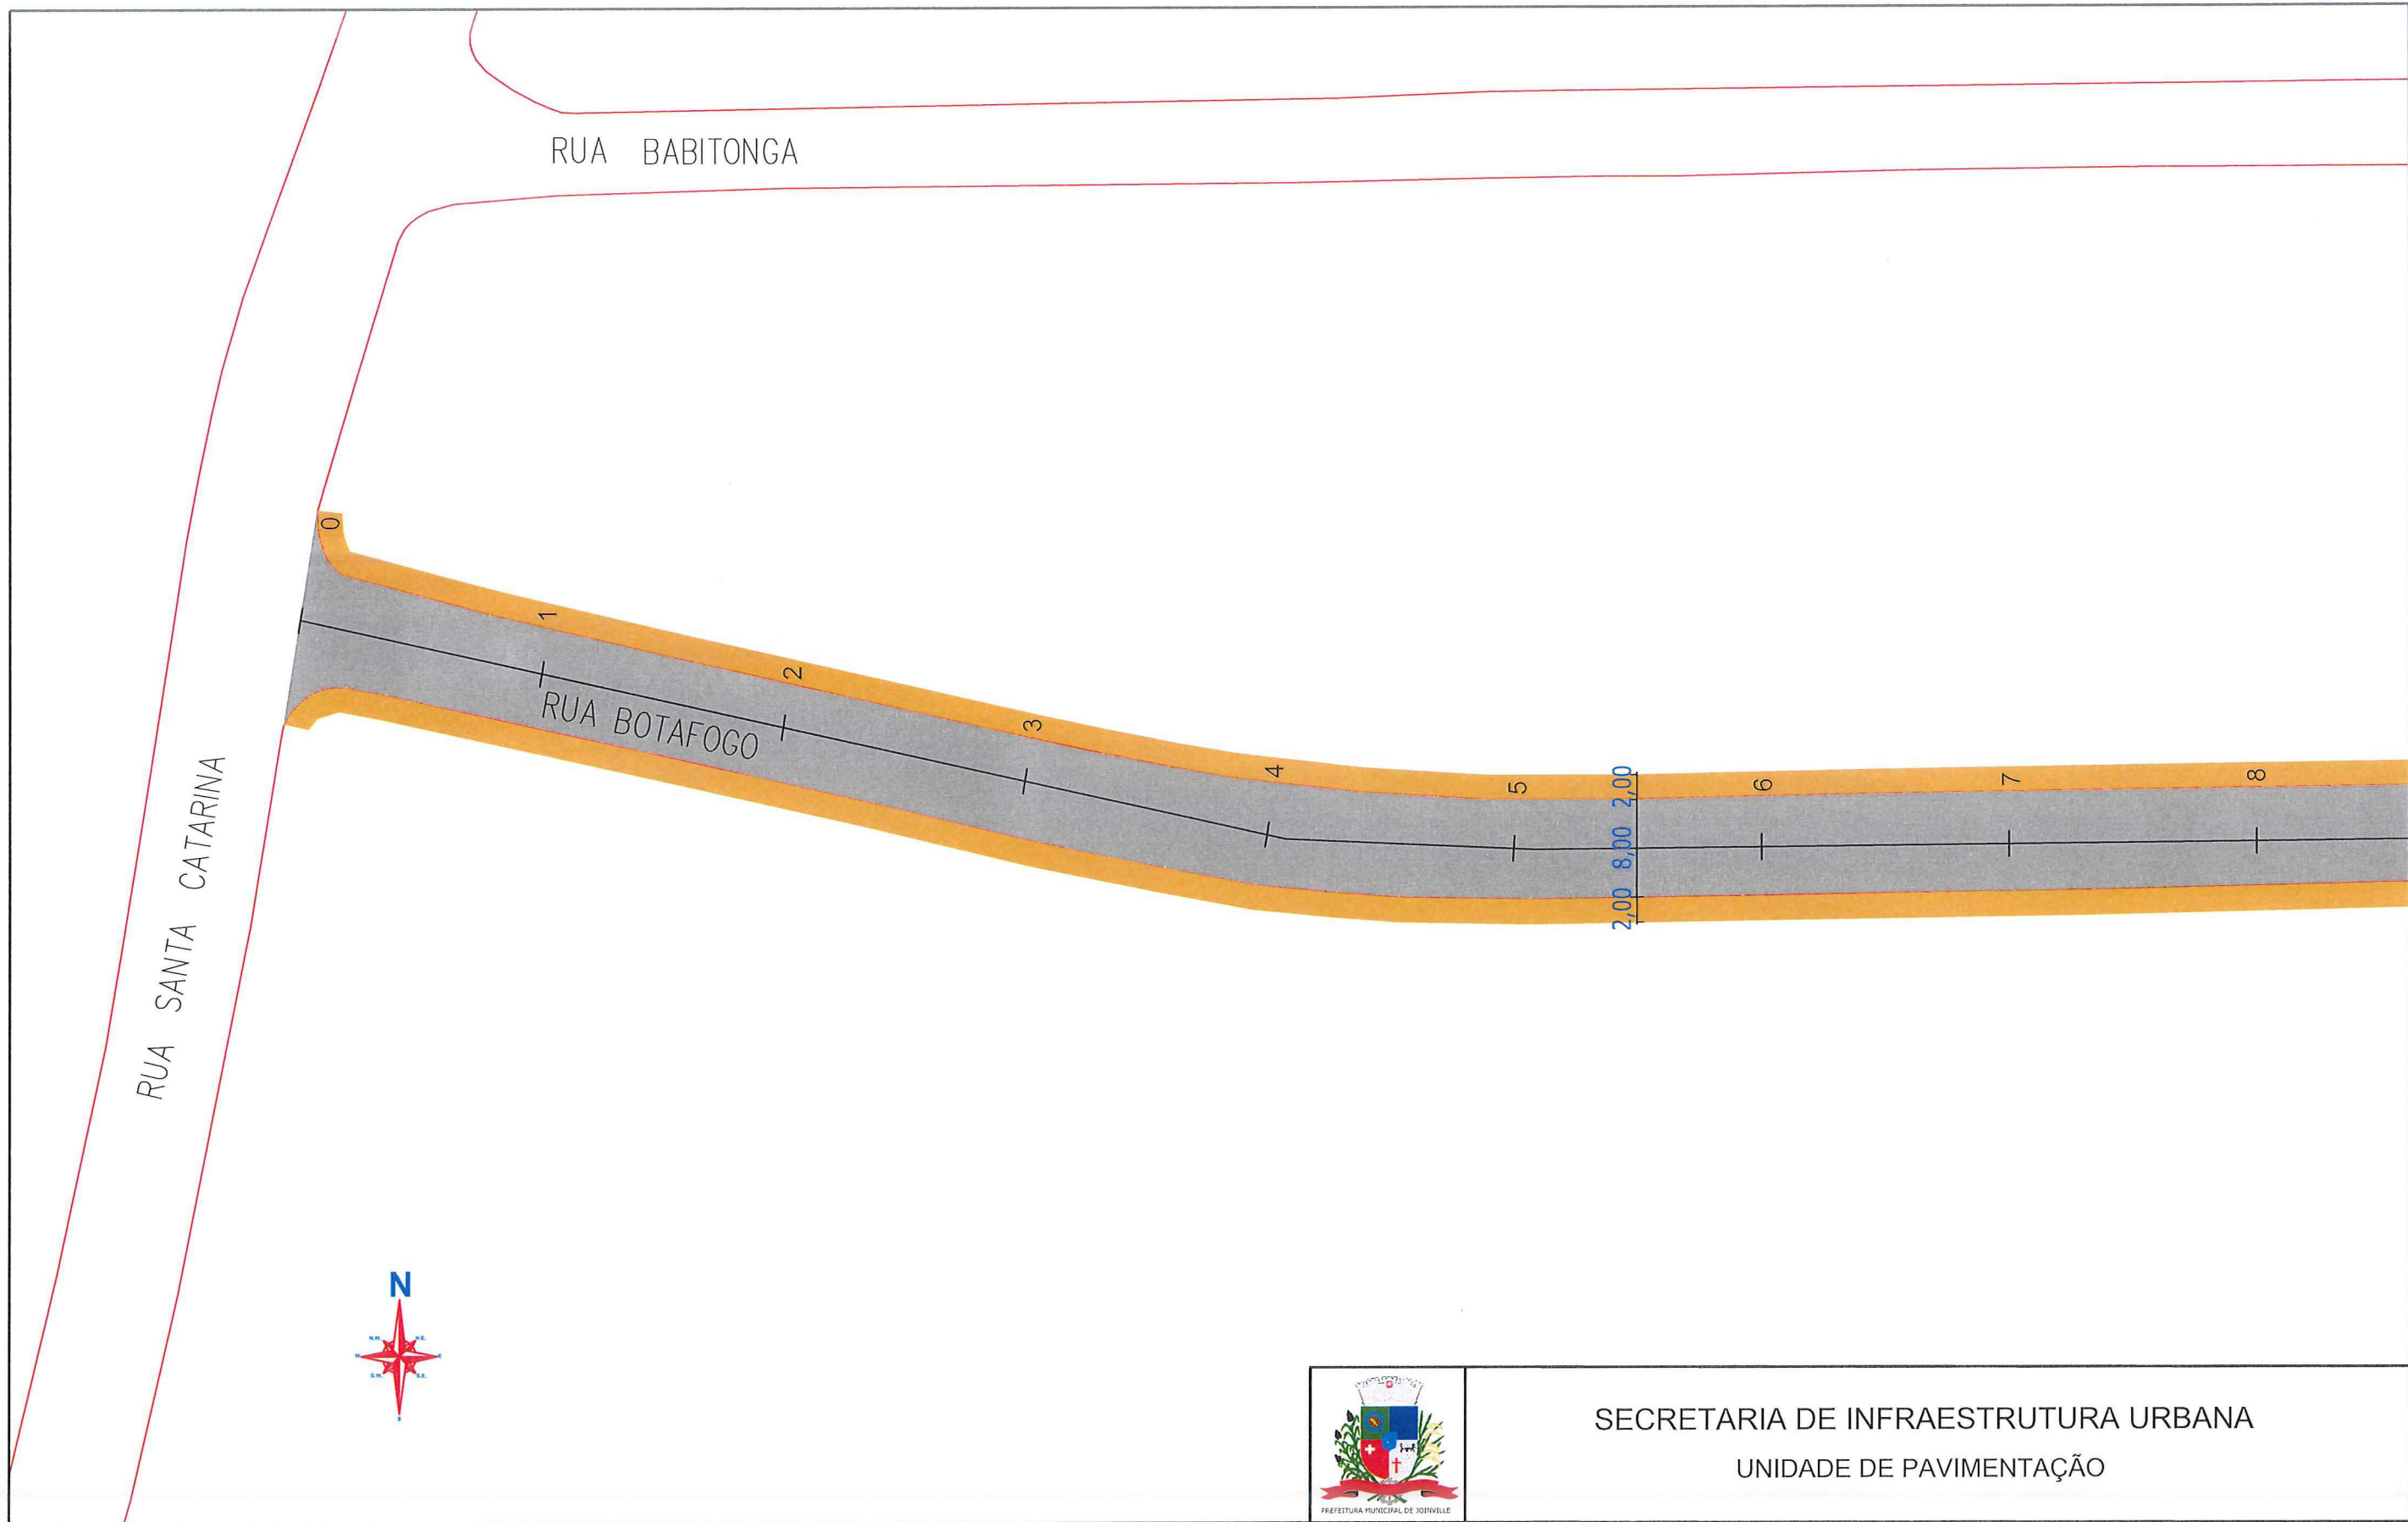 RUA BABITONGA
0
1
2
3
4
5
6
7
8
RUA BOTAFOGO
2,00
8,00
2,00
RUA SANTA CATARINA
N
N.W.
N.E.
W
E
S.W.
S.E.
S
PREFEITURA MUNICIPAL DE JOINVILLE
SECRETARIA DE INFRAESTRUTURA URBANA
UNIDADE DE PAVIMENTAÇÃO